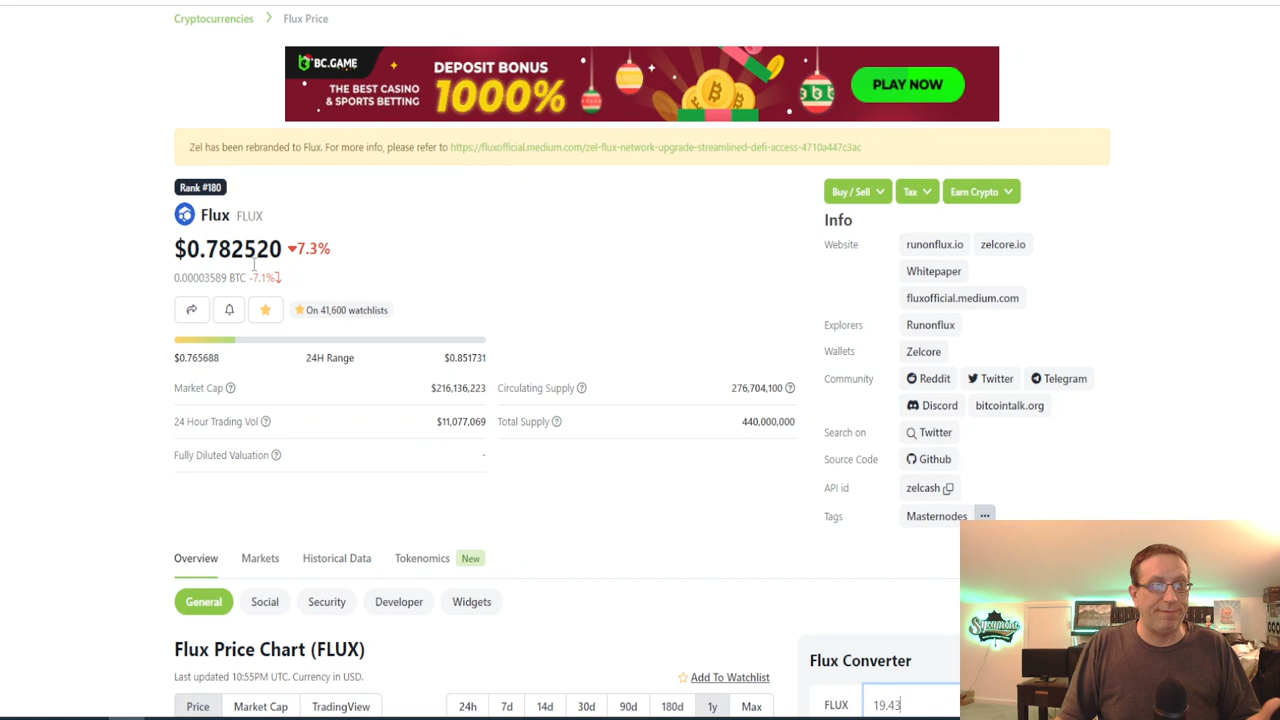 Cryptocurrencies > Flux Price
BC.GAME
THE BEST CASINO
& SPORTS BETTING
DEPOSIT BONUS
1000%
PLAY NOW
Zel has been rebranded to Flux. For more info, please refer to https://fluxofficial.medium.com/zel-flux-network-upgrade-streamlined-defi-access-4710a447c3ac
Rank #180
Flux FLUX
$0.782520 7.3%
0.00003589 BTC -7.1%
On 41,600 watchlists
$0.765688 24H Range $0.851731
Market Cap $216,136,223
Circulating Supply 276,704,100
24 Hour Trading Vol $11,077,069
Total Supply 440,000,000
Fully Diluted Valuation -
Buy / Sell Tax Earn Crypto
Info
Website runonflux.io zelcore.io
Whitepaper
fluxofficial.medium.com
Explorers Runonflux
Wallets Zelcore
Community Reddit Twitter Telegram
Discord bitcointalk.org
Search on Twitter
Source Code Github
API id zelcash
Tags Masternodes ...
Overview Markets Historical Data Tokenomics New
General Social Security Developer Widgets
Flux Price Chart (FLUX)
Last updated 10:55PM UTC. Currency in USD.
Add To Watchlist
Price Market Cap TradingView 24h 7d 14d 30d 90d 180d 1y Max
Flux Converter
FLUX 19.43
Sycamore